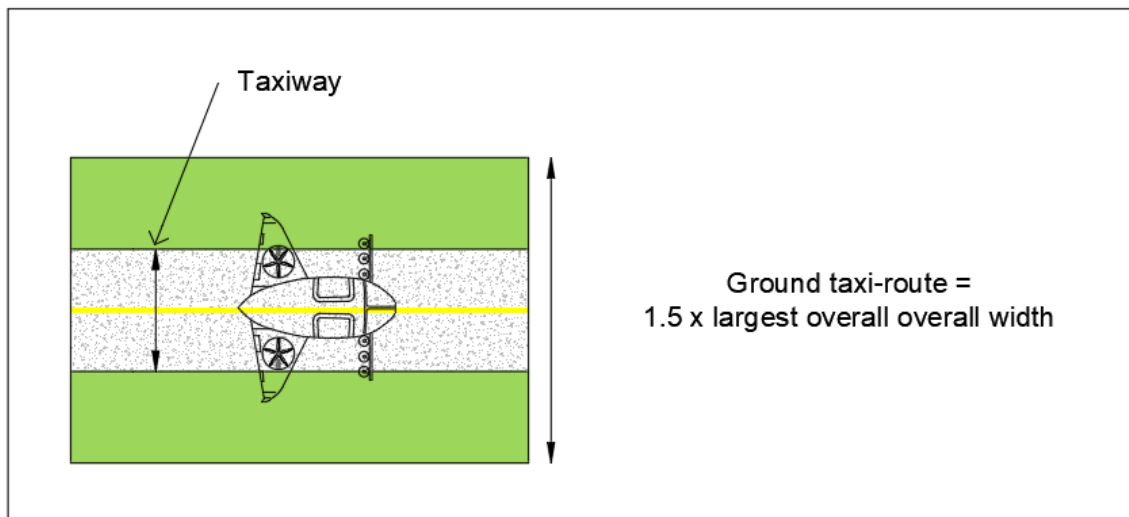 Taxiway
Ground taxi-route =
1.5 x largest overall overall width